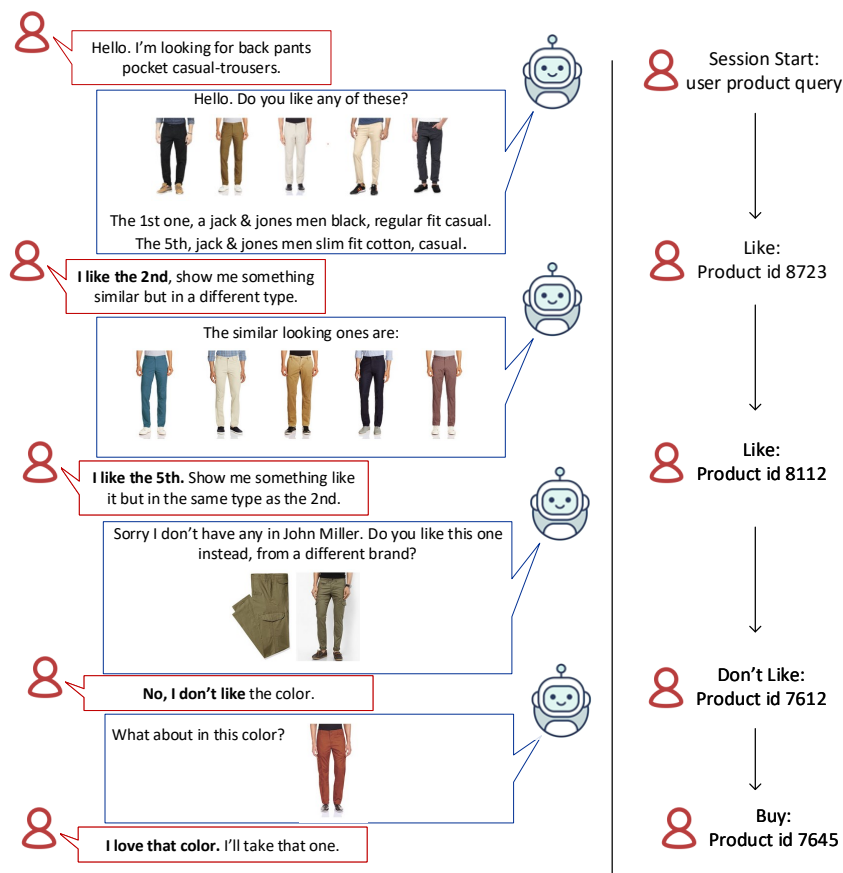 Hello. I'm looking for back pants
pocket casual-trousers.
Hello. Do you like any of these?
The 1st one, a jack & jones men black, regular fit casual.
The 5th, jack & jones men slim fit cotton, casual.
I like the 2nd, show me something
similar but in a different type.
The similar looking ones are:
I like the 5th. Show me something like
it but in the same type as the 2nd.
Sorry I don't have any in John Miller. Do you like this one
instead, from a different brand?
No, I don't like the color.
What about in this color?
I love that color. I'll take that one.
Session Start:
user product query
Like:
Product id 8723
Like:
Product id 8112
Don't Like:
Product id 7612
Buy:
Product id 7645